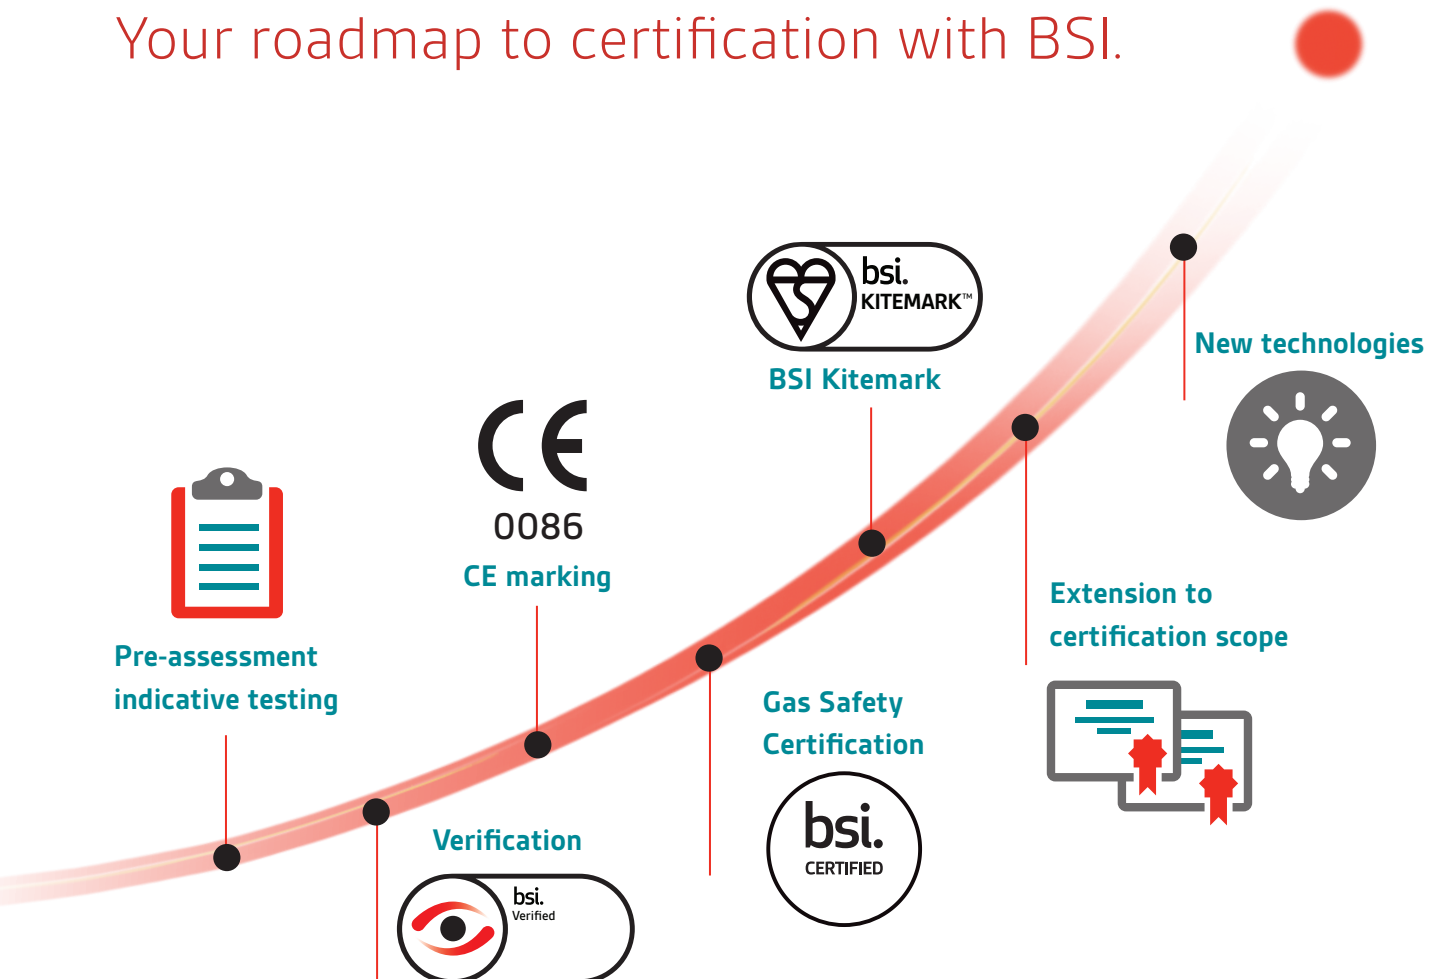 Your roadmap to certification with BSI.
bsi.
KITEMARK™
BSI Kitemark
New technologies
CE
0086
CE marking
Extension to
certification scope
Pre-assessment
indicative testing
Gas Safety
Certification
bsi.
CERTIFIED
Verification
bsi.
Verified